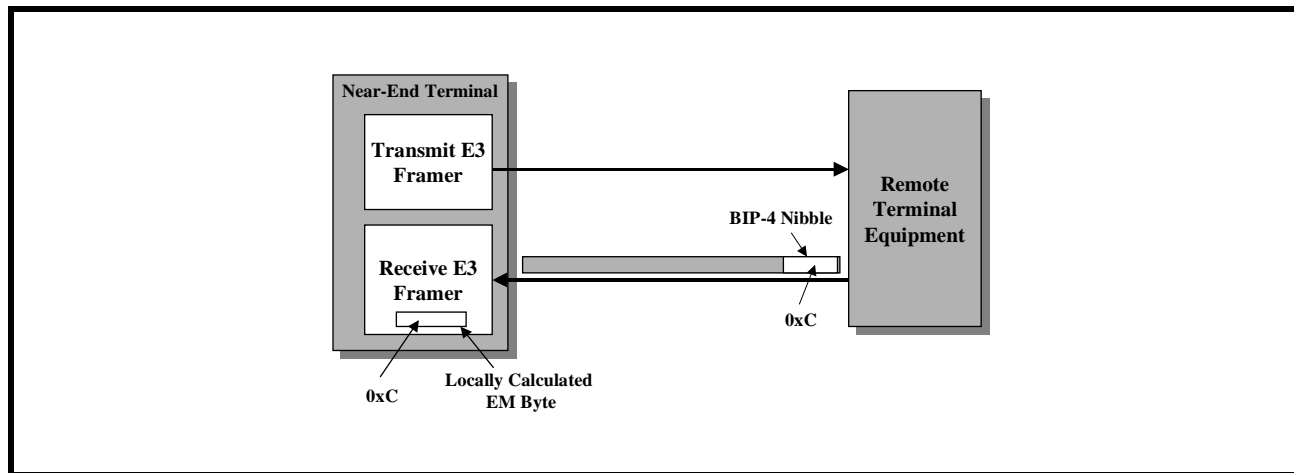 Near-End Terminal
Transmit E3
Framer
Receive E3
Framer
0xC
Locally Calculated
EM Byte
BIP-4 Nibble
0xC
Remote
Terminal
Equipment